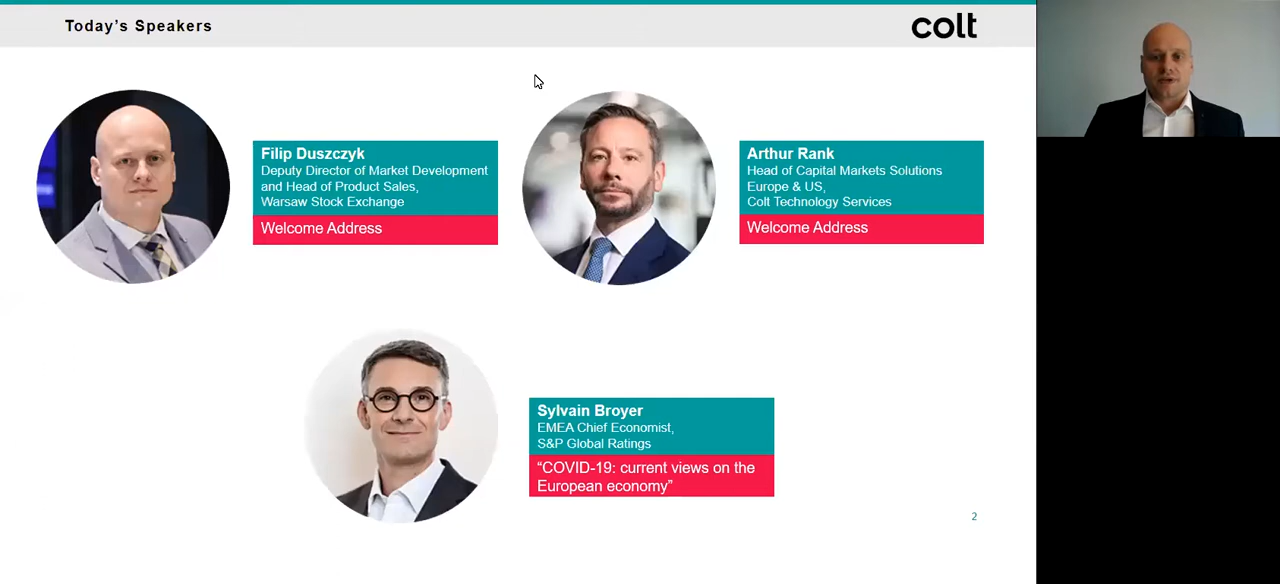 Today's Speakers
colt
Filip Duszczyk
Deputy Director of Market Development
and Head of Product Sales,
Warsaw Stock Exchange
Welcome Address
Arthur Rank
Head of Capital Markets Solutions
Europe & US,
Colt Technology Services
Welcome Address
Sylvain Broyer
EMEA Chief Economist,
S&P Global Ratings
“COVID-19: current views on the
European economy”
2